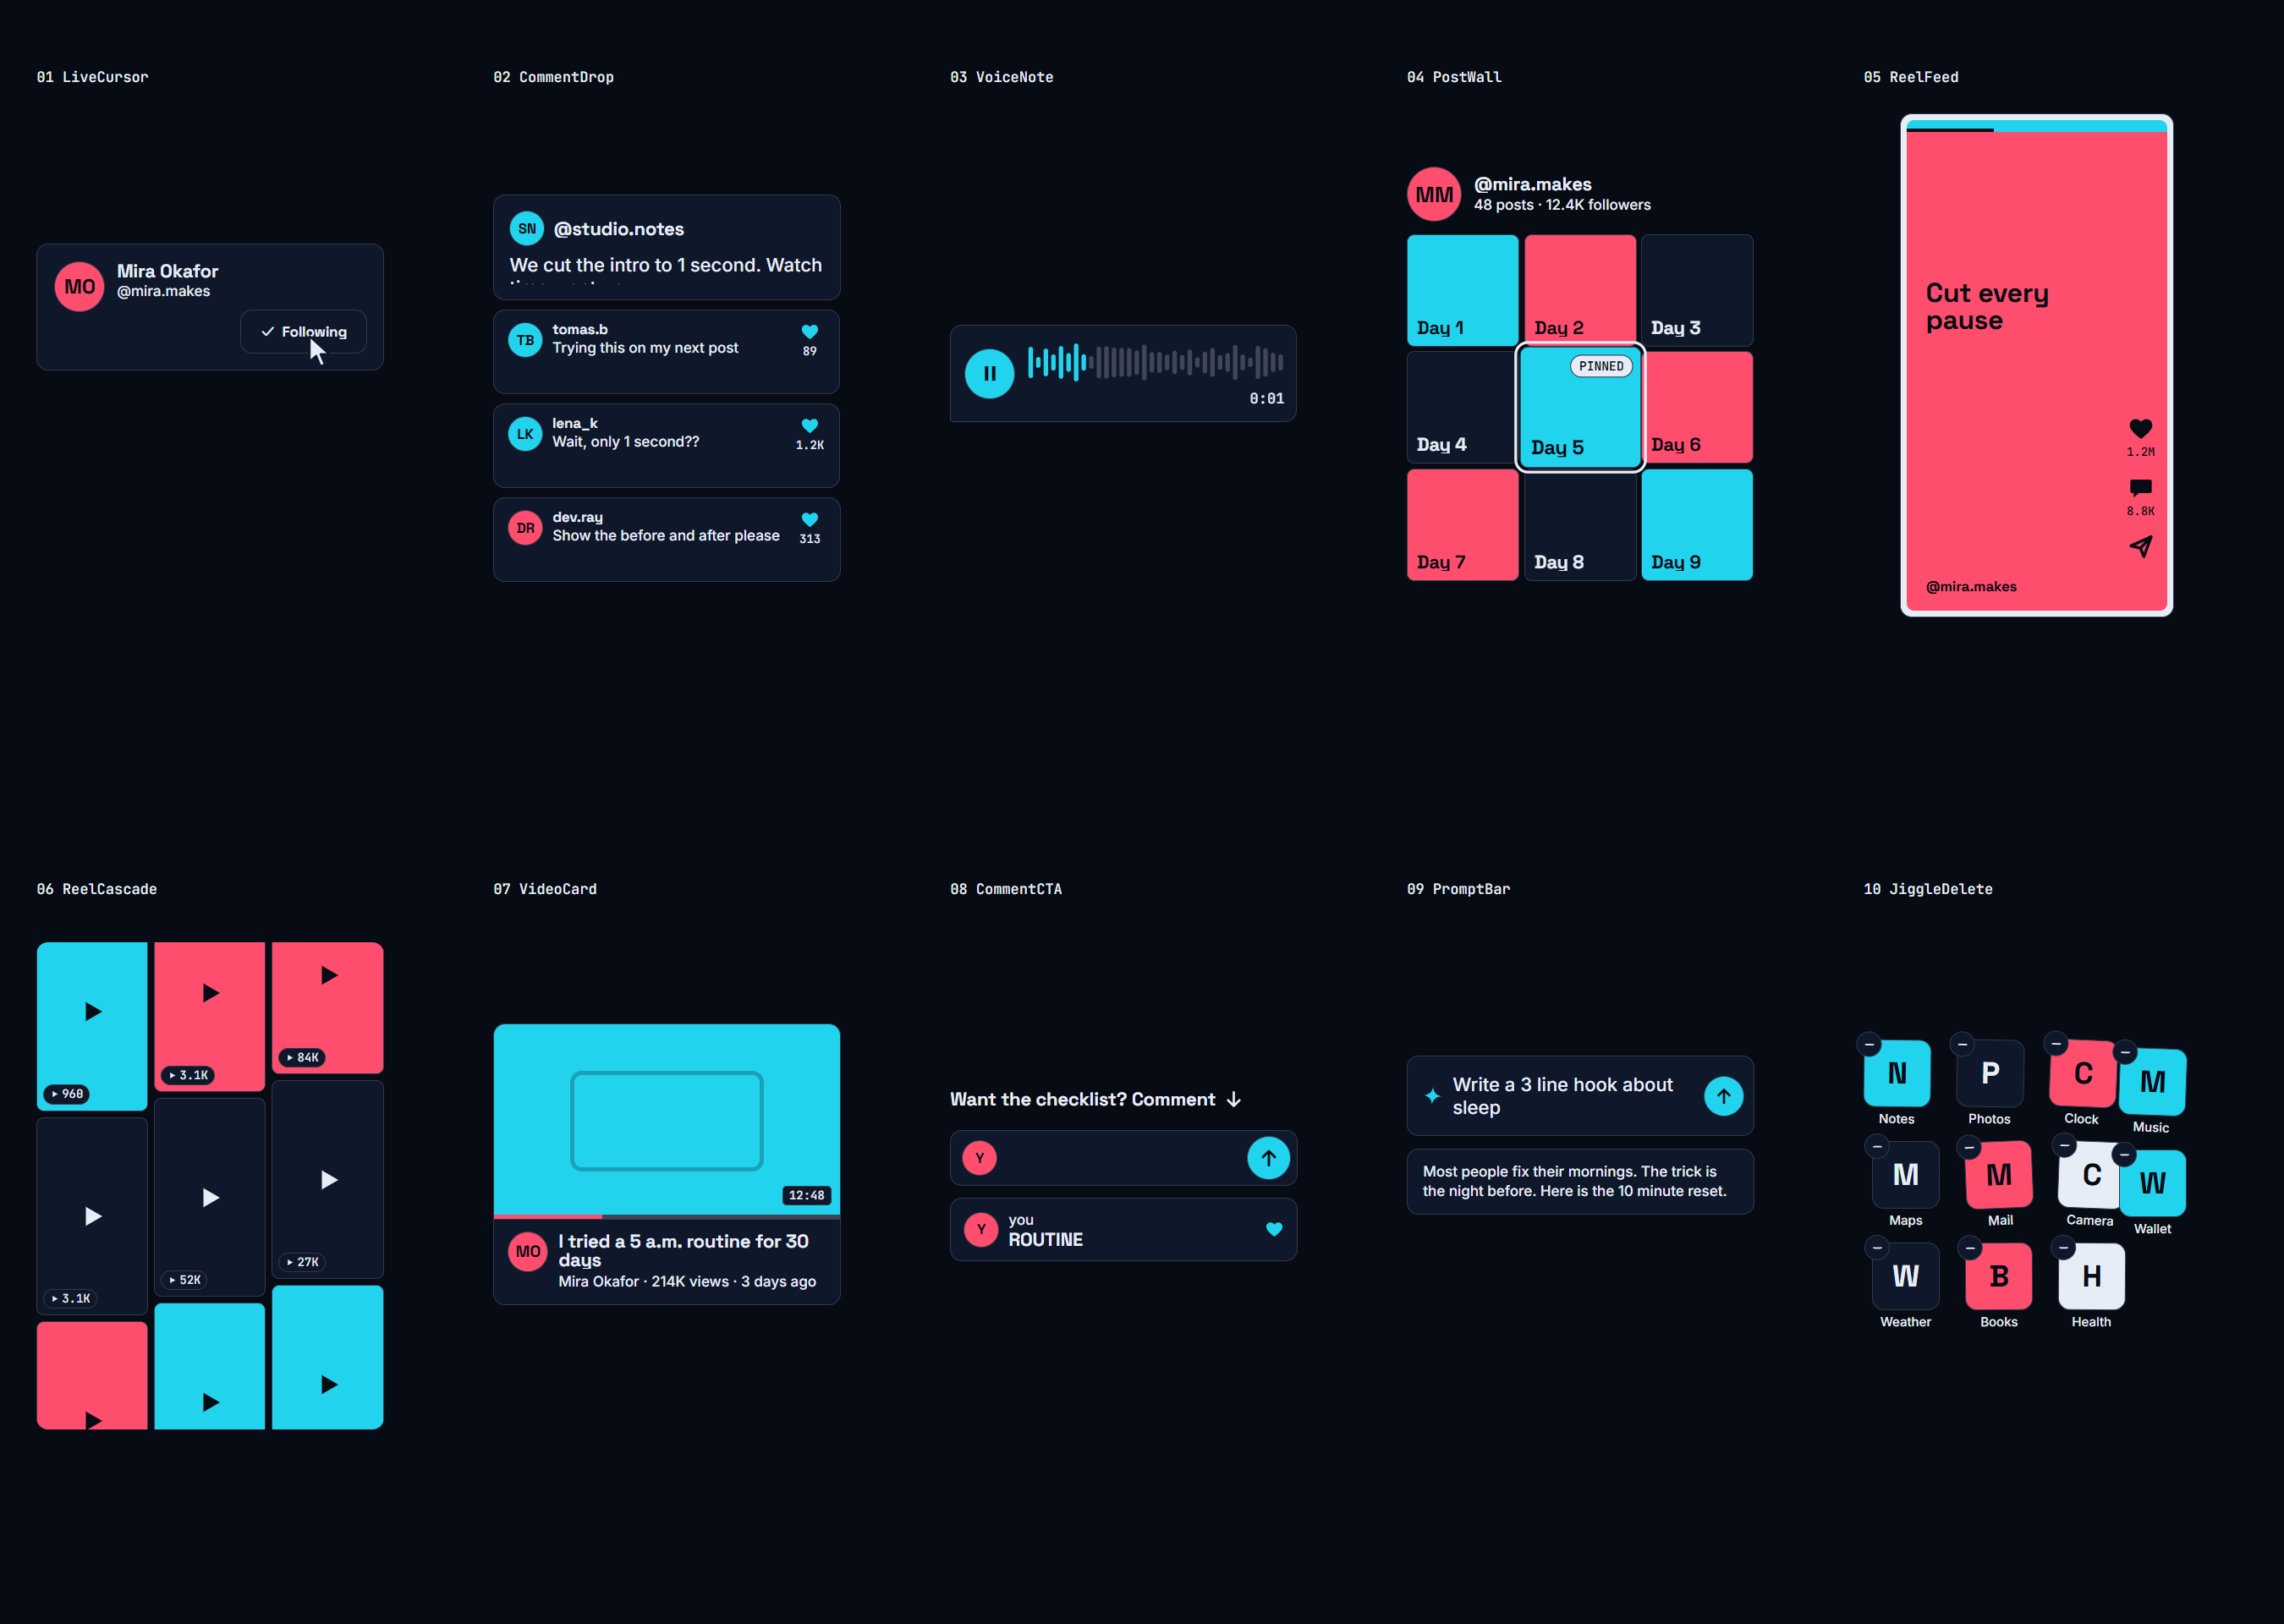 01 LiveCursor
MO
Mira Okafor
@mira.makes
Following
02 CommentDrop
SN
@studio.notes
We cut the intro to 1 second. Watch
TB
tomas.b
Trying this on my next post
89
LK
lena_k
Wait, only 1 second??
1.2K
DR
dev.ray
Show the before and after please
313
03 VoiceNote
0:01
04 PostWall
MM
@mira.makes
48 posts · 12.4K followers
Day 1
Day 2
Day 3
Day 4
PINNED
Day 5
Day 6
Day 7
Day 8
Day 9
05 ReelFeed
Cut every
pause
1.2M
8.8K
@mira.makes
06 ReelCascade
960
3.1K
84K
3.1K
52K
27K
07 VideoCard
12:48
MO
I tried a 5 a.m. routine for 30
days
Mira Okafor · 214K views · 3 days ago
08 CommentCTA
Want the checklist? Comment ↓
Y
Y
you
ROUTINE
09 PromptBar
Write a 3 line hook about
sleep
Most people fix their mornings. The trick is
the night before. Here is the 10 minute reset.
10 JiggleDelete
N
Notes
P
Photos
C
Clock
M
Music
M
Maps
M
Mail
C
Camera
W
Wallet
W
Weather
B
Books
H
Health